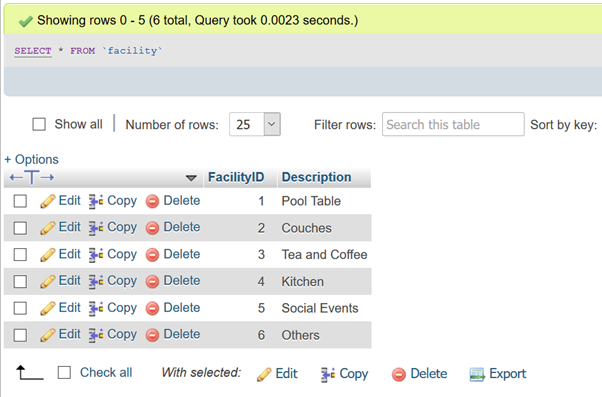 Showing rows 0 - 5 (6 total, Query took 0.0023 seconds.)
SELECT * FROM `facility`
Show all | Number of rows: 25 Filter rows: Search this table Sort by key:
+ Options
←T→ FacilityID Description
Edit Copy Delete 1 Pool Table
Edit Copy Delete 2 Couches
Edit Copy Delete 3 Tea and Coffee
Edit Copy Delete 4 Kitchen
Edit Copy Delete 5 Social Events
Edit Copy Delete 6 Others
Check all With selected: Edit Copy Delete Export